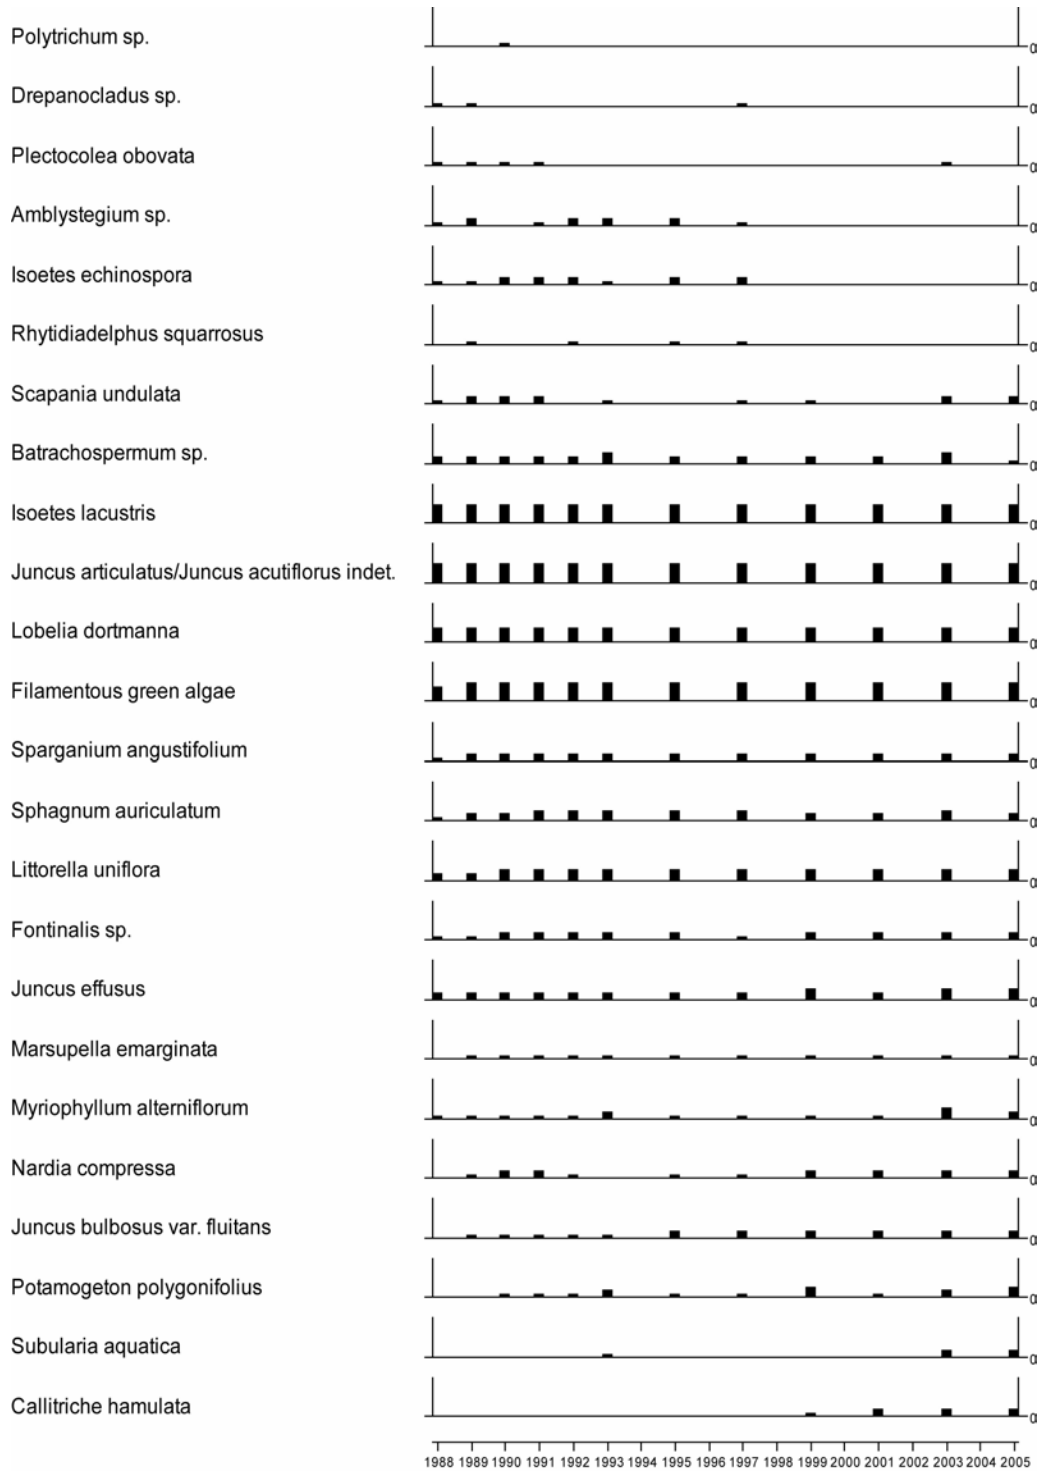 Polytrichum sp.
Drepanocladus sp.
Plectocolea obovata
Amblystegium sp.
Isoetes echinospora
Rhytidiadelphus squarrosus
Scapania undulata
Batrachospermum sp.
Isoetes lacustris
Juncus articulatus/Juncus acutiflorus indet.
Lobelia dortmanna
Filamentous green algae
Sparganium angustifolium
Sphagnum auriculatum
Littorella uniflora
Fontinalis sp.
Juncus effusus
Marsupella emarginata
Myriophyllum alterniflorum
Nardia compressa
Juncus bulbosus var. fluitans
Potamogeton polygonifolius
Subularia aquatica
Callitriche hamulata
1988 1989 1990 1991 1992 1993 1994 1995 1996 1997 1998 1999 2000 2001 2002 2003 2004 2005